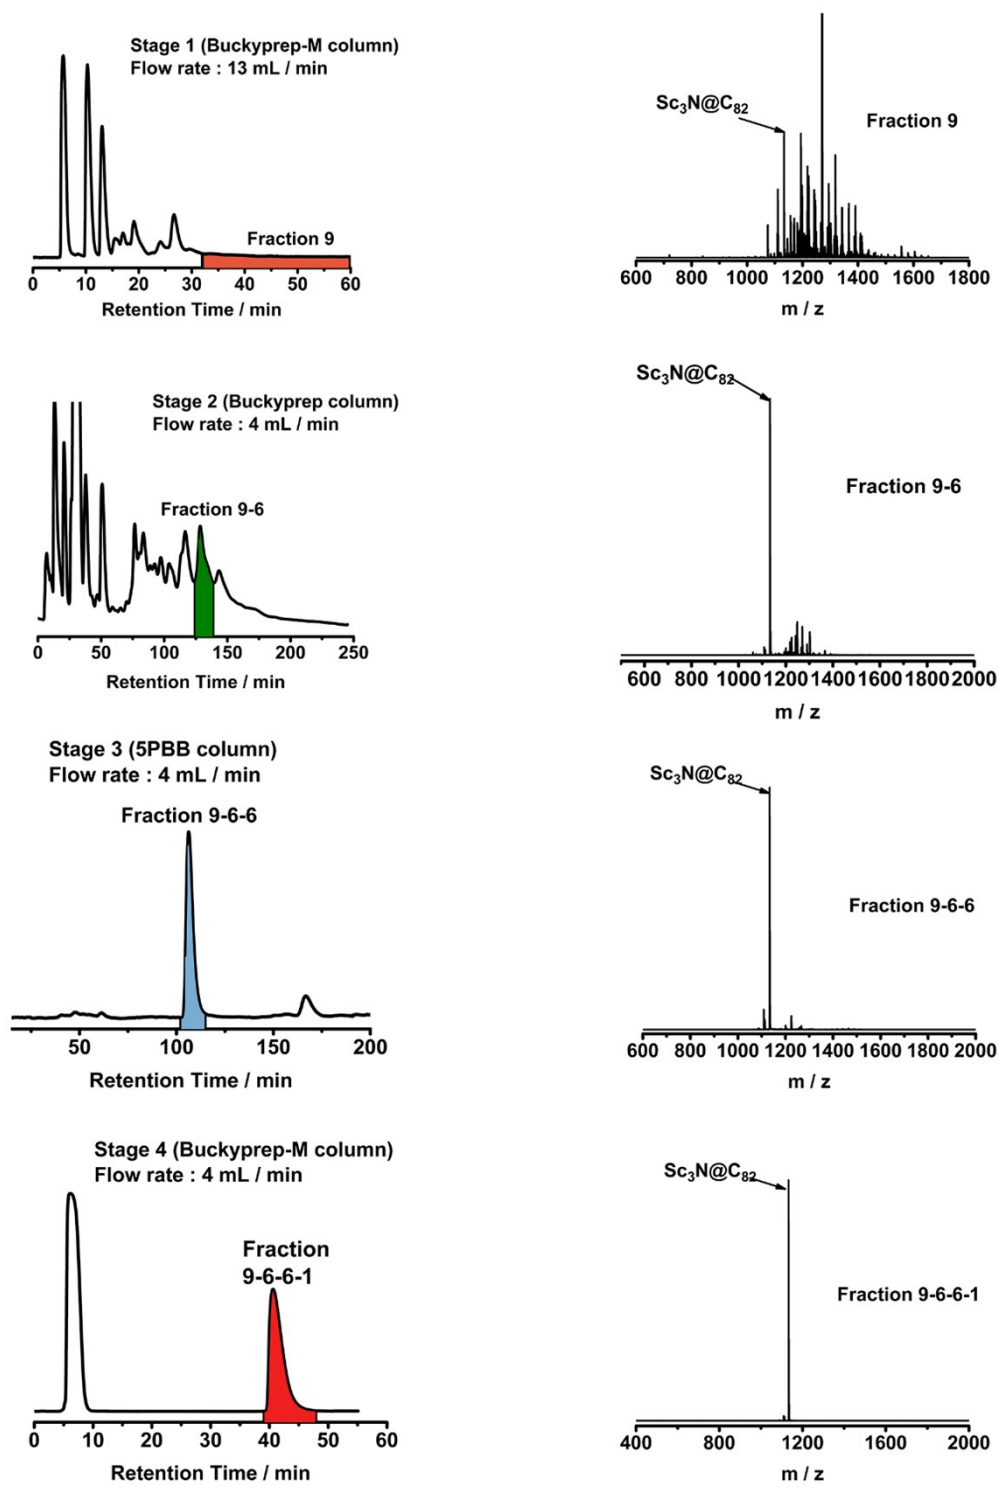 Stage 1 (Buckyprep-M column)
Flow rate : 13 mL / min
Fraction 9
0 10 20 30 40 50 60
Retention Time / min
Sc₃N@C₈₂
Fraction 9
600 1000 1200 1400 1600 1800
m / z
Stage 2 (Buckyprep column)
Flow rate : 4 mL / min
Fraction 9-6
0 50 100 150 200 250
Retention Time / min
Sc₃N@C₈₂
Fraction 9-6
600 800 1000 1200 1400 1600 1800 2000
m / z
Stage 3 (5PBB column)
Flow rate : 4 mL / min
Fraction 9-6-6
50 100 150 200
Retention Time / min
Sc₃N@C₈₂
Fraction 9-6-6
600 800 1000 1200 1400 1600 1800 2000
m / z
Stage 4 (Buckyprep-M column)
Flow rate : 4 mL / min
Fraction
9-6-6-1
0 10 20 30 40 50 60
Retention Time / min
Sc₃N@C₈₂
Fraction 9-6-6-1
400 800 1200 1600 2000
m / z